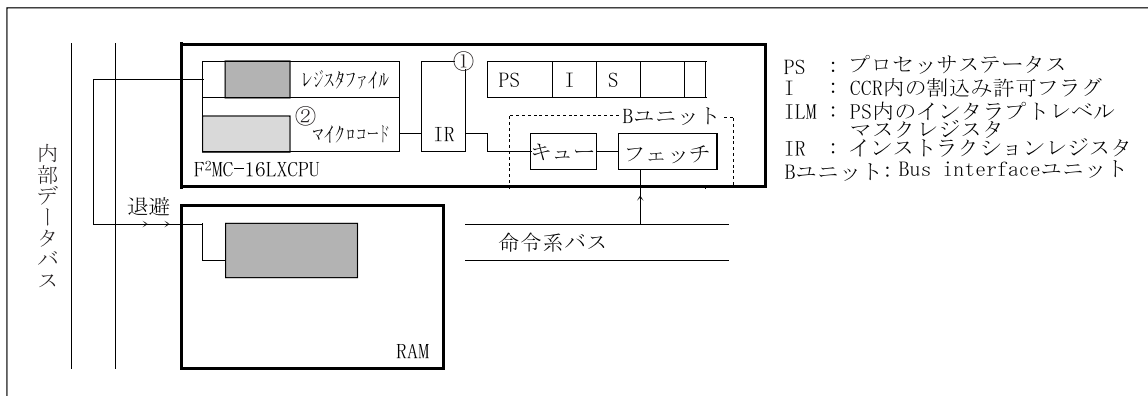 ①
レジスタファイル
PS I S
②
マイクロコード
Bユニット
IR
キュー
フェッチ
F²MC-16LXCPU
内部データバス
退避
命令系バス
RAM
PS : プロセッサステータス
I : CCR内の割込み許可フラグ
ILM : PS内のインタラプトレベル
マスクレジスタ
IR : インストラクションレジスタ
Bユニット: Bus interfaceユニット